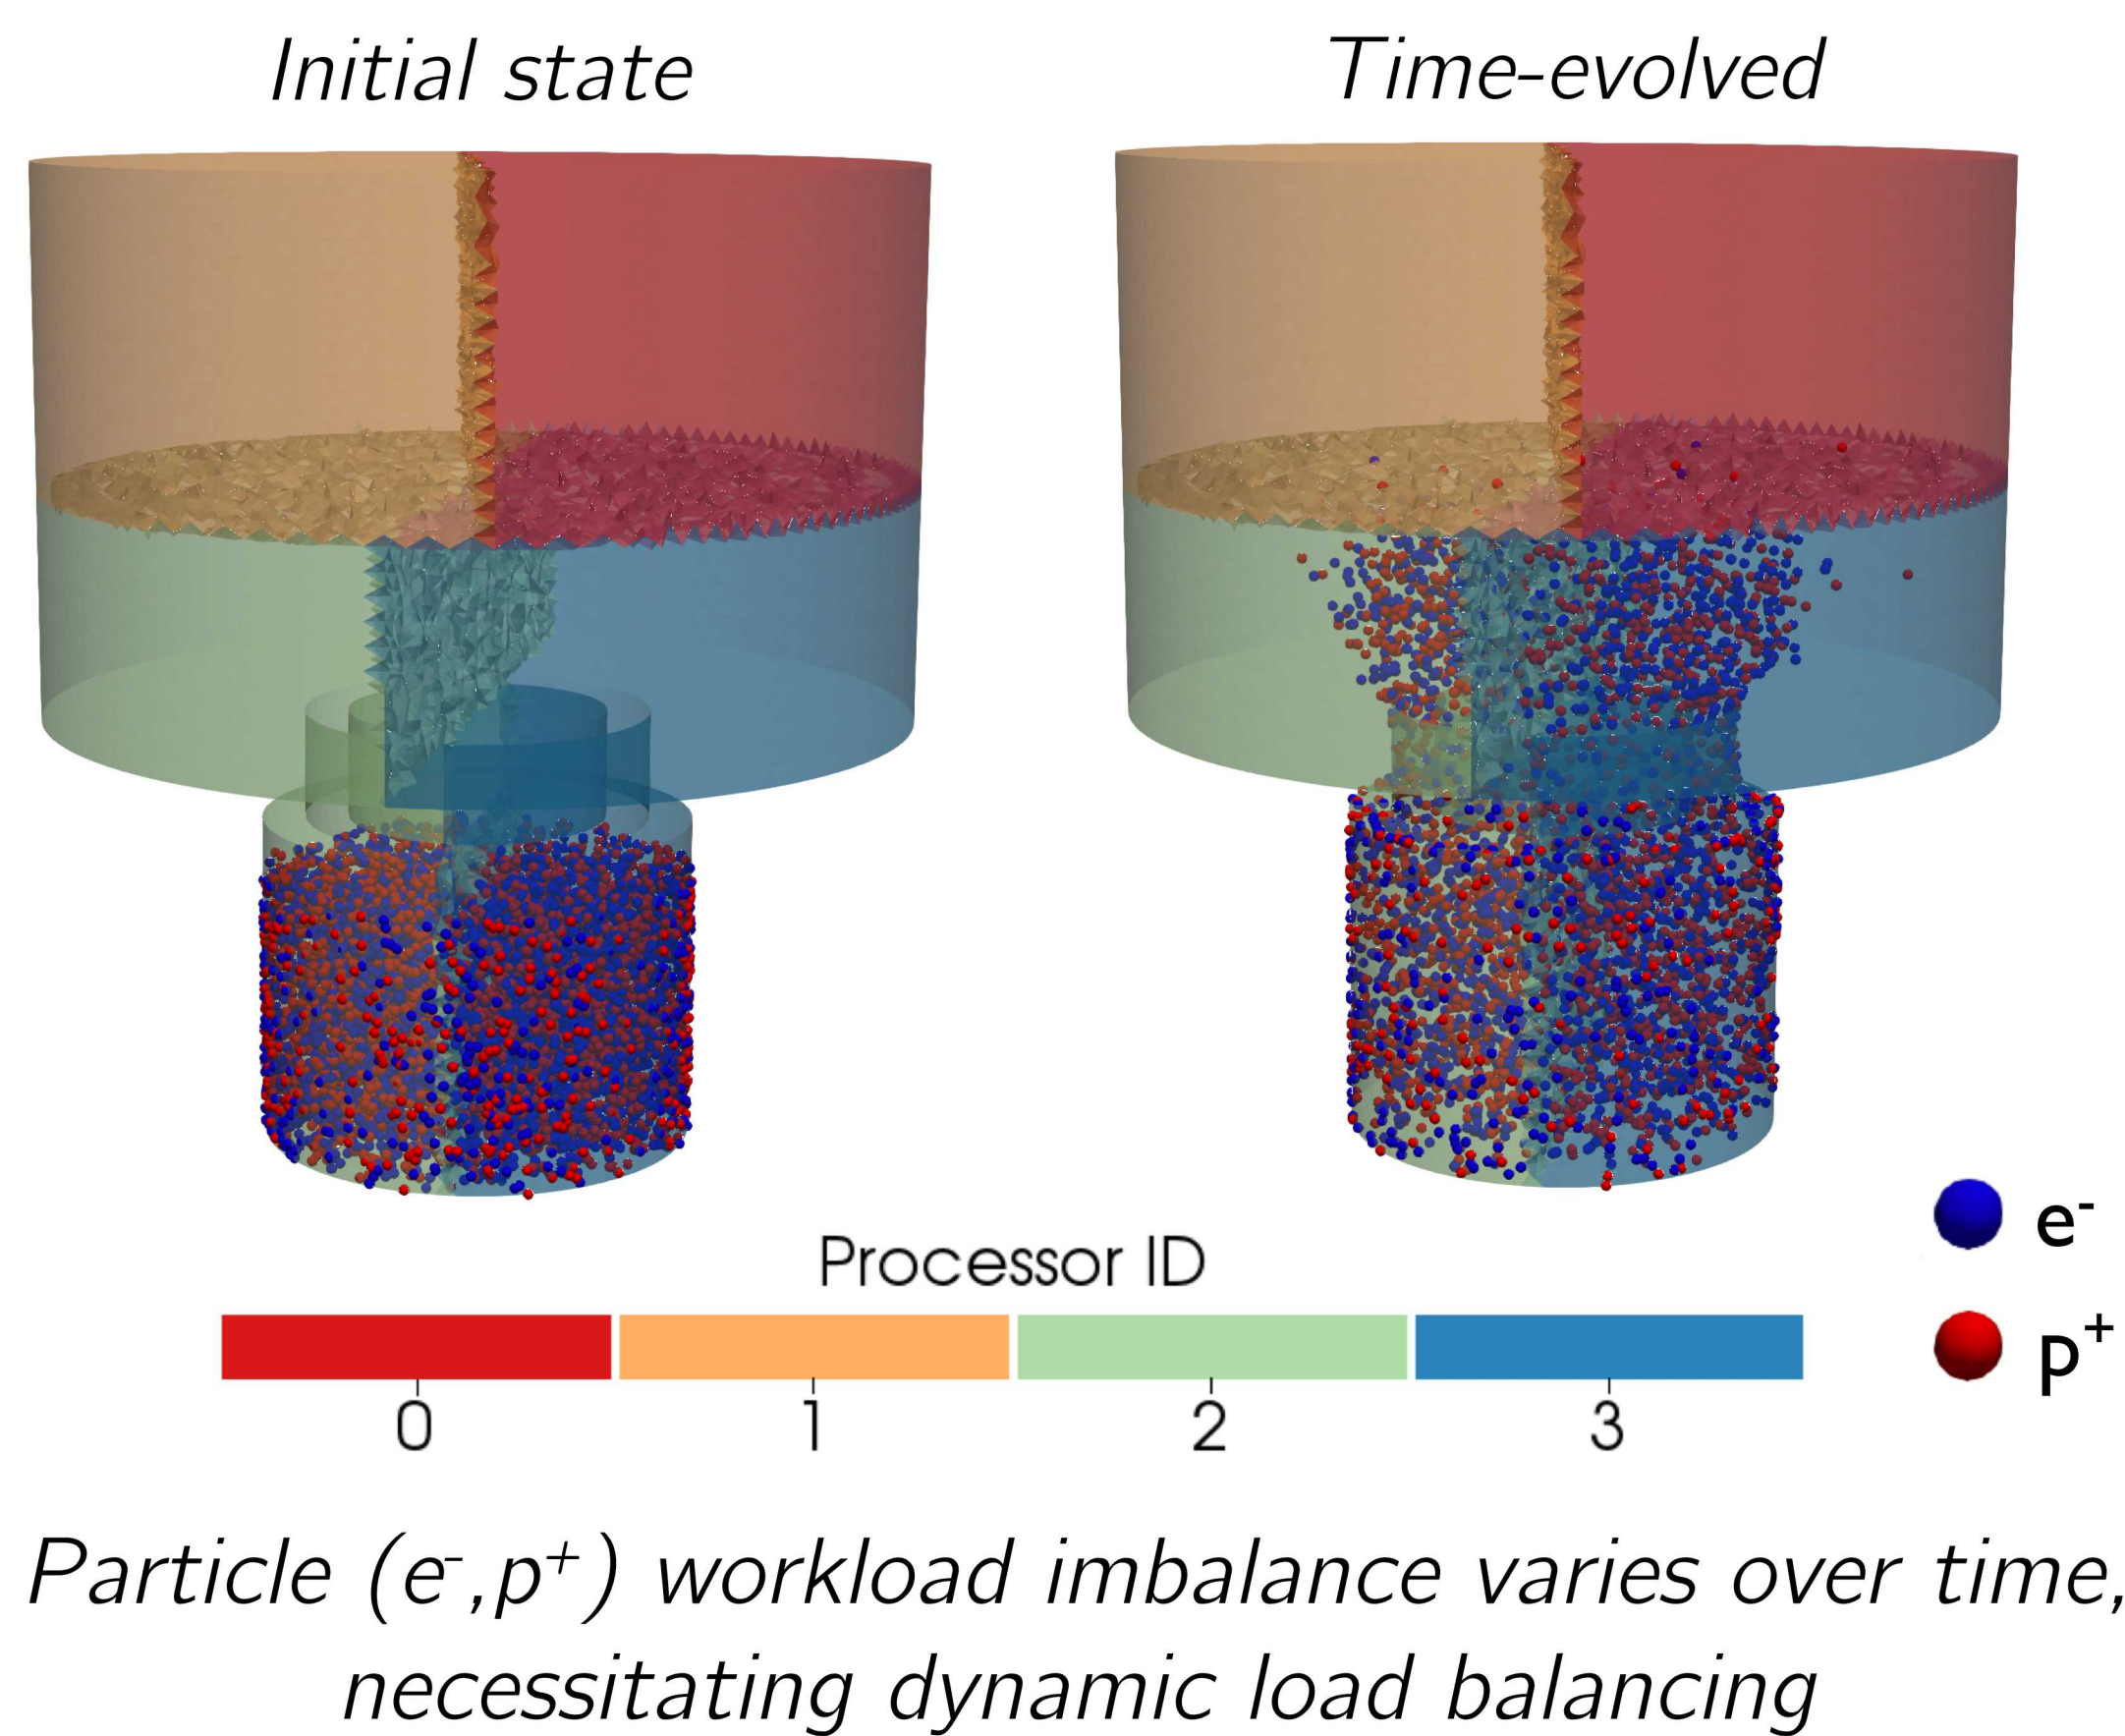 Initial state
Time-evolved
e⁻
Processor ID
p⁺
0 1 2 3
Particle (e⁻,p⁺) workload imbalance varies over time,
necessitating dynamic load balancing